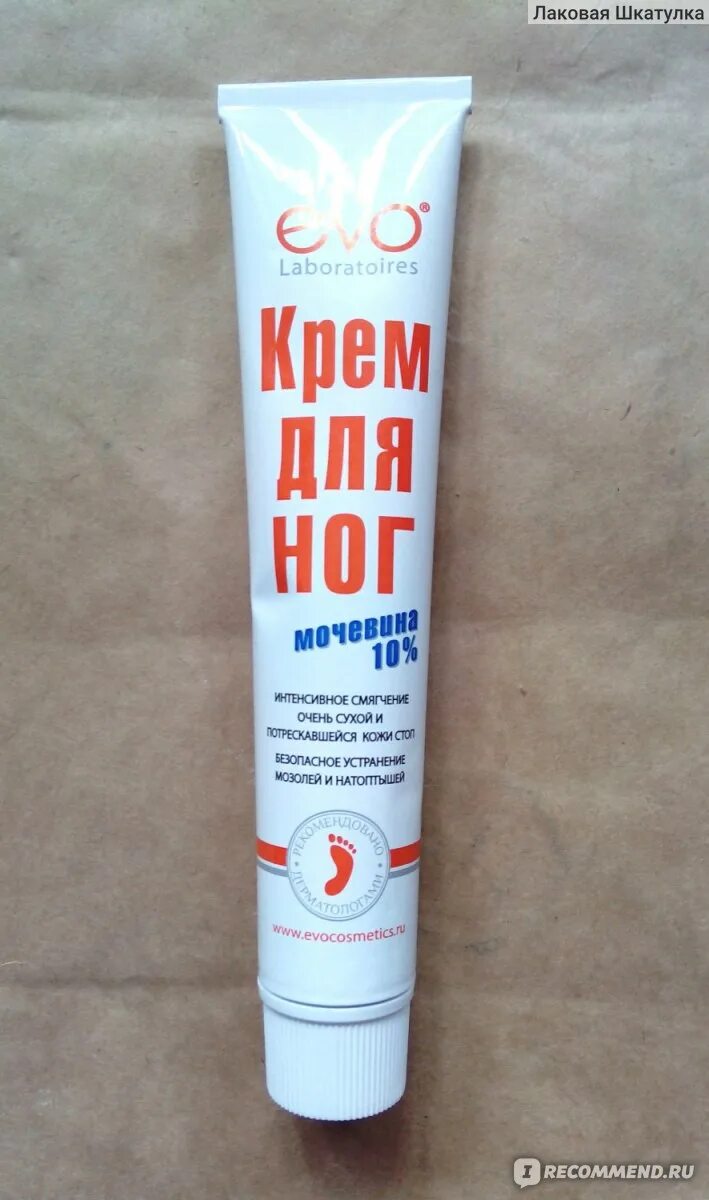 Лаковая Шкатулка
evo®
Laboratoires
Крем
для
ног
мочевина
10%
ИНТЕНСИВНОЕ СМЯГЧЕНИЕ
ОЧЕНЬ СУХОЙ И
ПОТРЕСКАВШЕЙСЯ КОЖИ СТОП
БЕЗОПАСНОЕ УСТРАНЕНИЕ
МОЗОЛЕЙ И НАТОПТЫШЕЙ
РЕКОМЕНДОВАНО
ДЕРМАТОЛОГАМИ
www.evocosmetics.ru
IRECOMMEND.RU